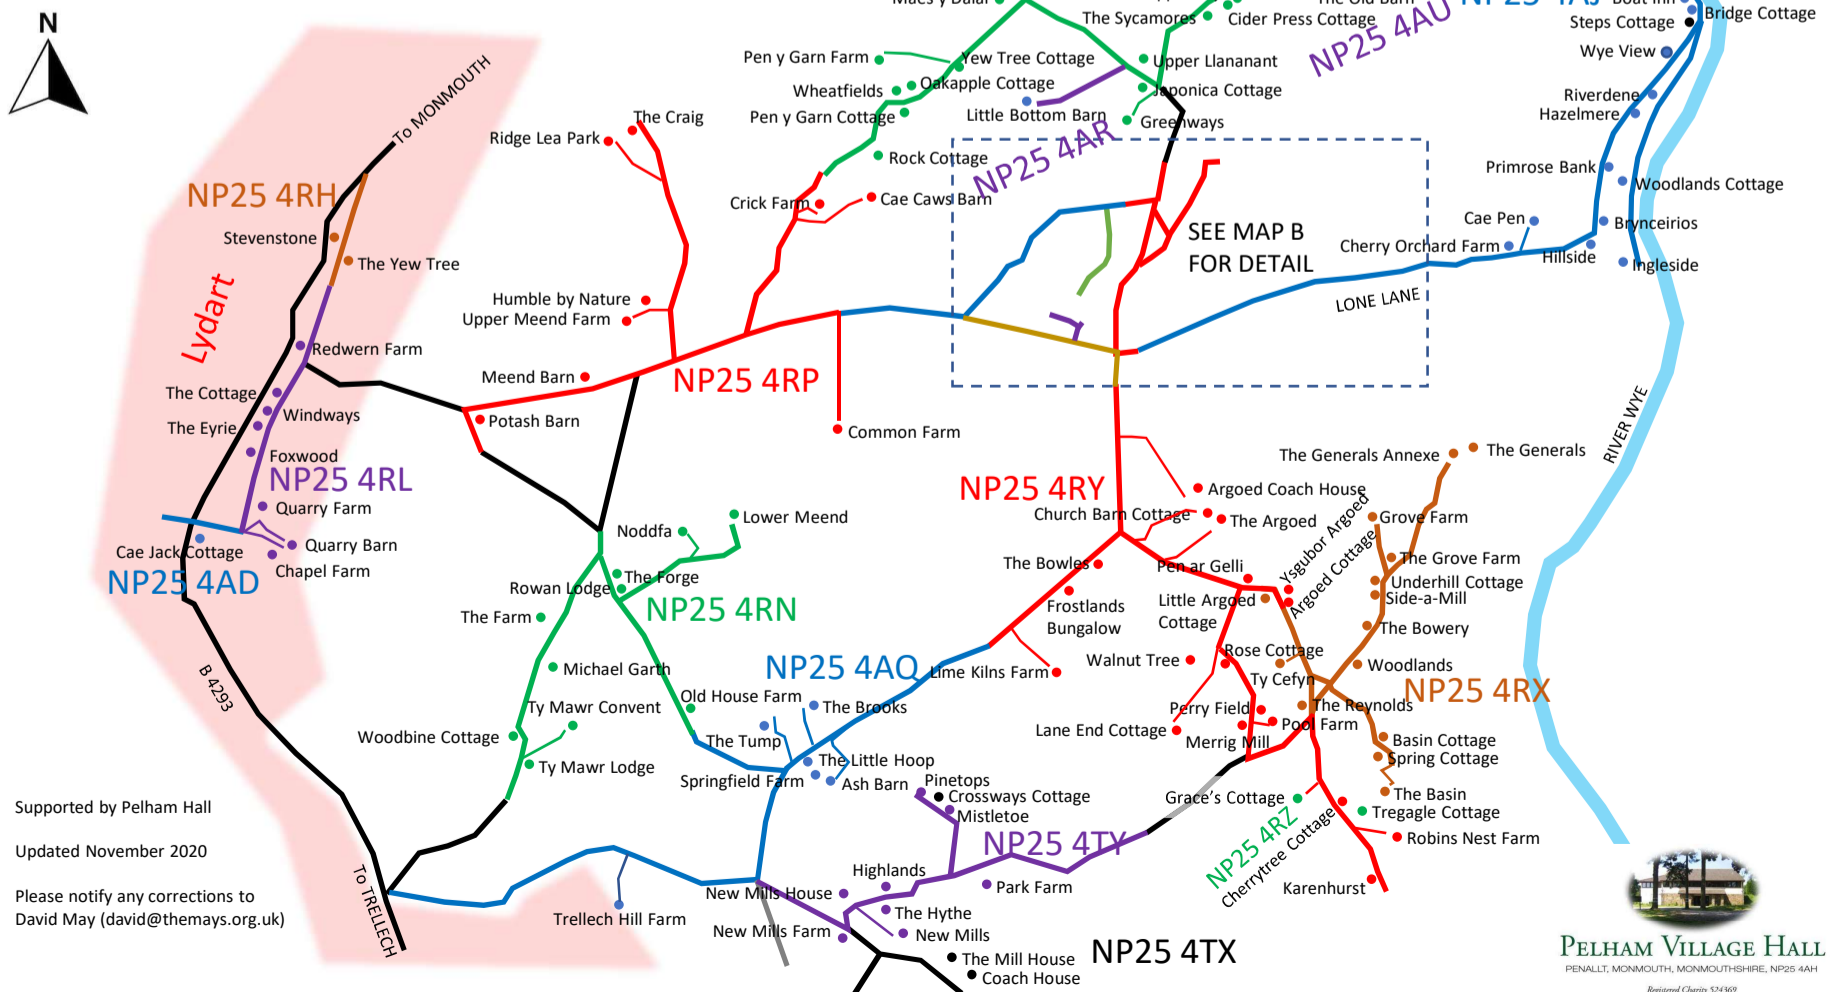 N
Maes y Dafal
The Sycamores
Cider Press Cottage
The Old Barn
NP25 4AU
NP25 4AJ
Boat Inn
Bridge Cottage
Steps Cottage
Wye View
To MONMOUTH
Pen y Garn Farm
Yew Tree Cottage
Upper Llananant
Wheatfields
Oakapple Cottage
Japonica Cottage
Riverdene
Hazelmere
Pen y Garn Cottage
Little Bottom Barn
Greenways
The Craig
Ridge Lea Park
NP25 4AR
Rock Cottage
Primrose Bank
Woodlands Cottage
NP25 4RH
Crick Farm
Cae Caws Barn
Cae Pen
Brynceirios
Stevenstone
SEE MAP B
FOR DETAIL
Cherry Orchard Farm
Hillside
Ingleside
The Yew Tree
Lydart
Humble by Nature
Upper Meend Farm
LONE LANE
Redwern Farm
Meend Barn
NP25 4RP
The Cottage
Windways
The Eyrie
Potash Barn
Common Farm
RIVER WYE
Foxwood
NP25 4RL
The Generals Annexe
The Generals
Quarry Farm
NP25 4RY
Argoed Coach House
Church Barn Cottage
The Argoed
Grove Farm
Noddfa
Lower Meend
Cae Jack Cottage
Quarry Barn
Chapel Farm
NP25 4AD
The Bowles
Pen ar Gelli
Ysgubor Argoed
Argoed Cottage
The Grove Farm
Underhill Cottage
Side-a-Mill
Rowan Lodge
The Forge
NP25 4RN
The Farm
Frostlands
Bungalow
Little Argoed
Cottage
The Bowery
B 4293
Michael Garth
NP25 4AQ
Lime Kilns Farm
Walnut Tree
Rose Cottage
Ty Cefyn
Woodlands
NP25 4RX
Old House Farm
The Brooks
Ty Mawr Convent
Perry Field
The Reynolds
Woodbine Cottage
The Tump
Lane End Cottage
Merrig Mill
Pool Farm
Basin Cottage
Spring Cottage
Ty Mawr Lodge
The Little Hoop
Springfield Farm
Ash Barn
Pinetops
Crossways Cottage
Mistletoe
Grace's Cottage
The Basin
Tregagle Cottage
NP25 4RZ
Cherrytree Cottage
Robins Nest Farm
NP25 4TY
Karenhurst
Supported by Pelham Hall
Updated November 2020
Please notify any corrections to
David May (david@themays.org.uk)
To TRELLECH
Highlands
New Mills House
Park Farm
Trellech Hill Farm
The Hythe
New Mills Farm
New Mills
The Mill House
Coach House
NP25 4TX
PELHAM VILLAGE HALL
PENALLT, MONMOUTH, MONMOUTHSHIRE, NP25 4AH
Registered Charity 524369